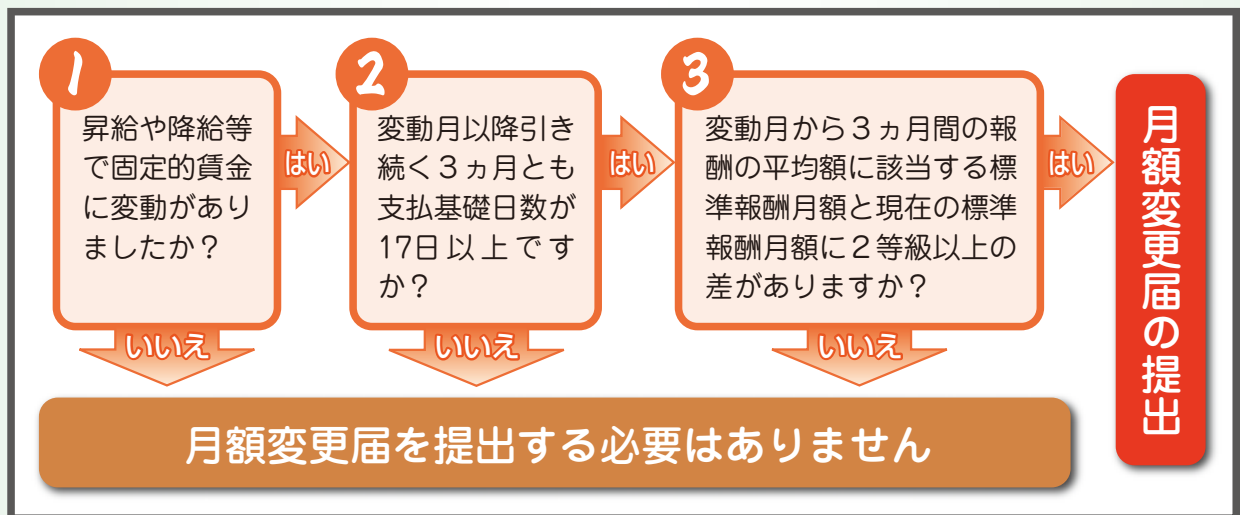 1
昇給や降給等
で固定的賃金
に変動があり
ましたか？
はい
いいえ
2
変動月以降引き
続く３ヵ月とも
支払基礎日数が
17日以上です
か？
はい
いいえ
3
変動月から３ヵ月間の報
酬の平均額に該当する標
準報酬月額と現在の標準
報酬月額に２等級以上の
差がありますか？
はい
いいえ
月額変更届の提出
月額変更届を提出する必要はありません